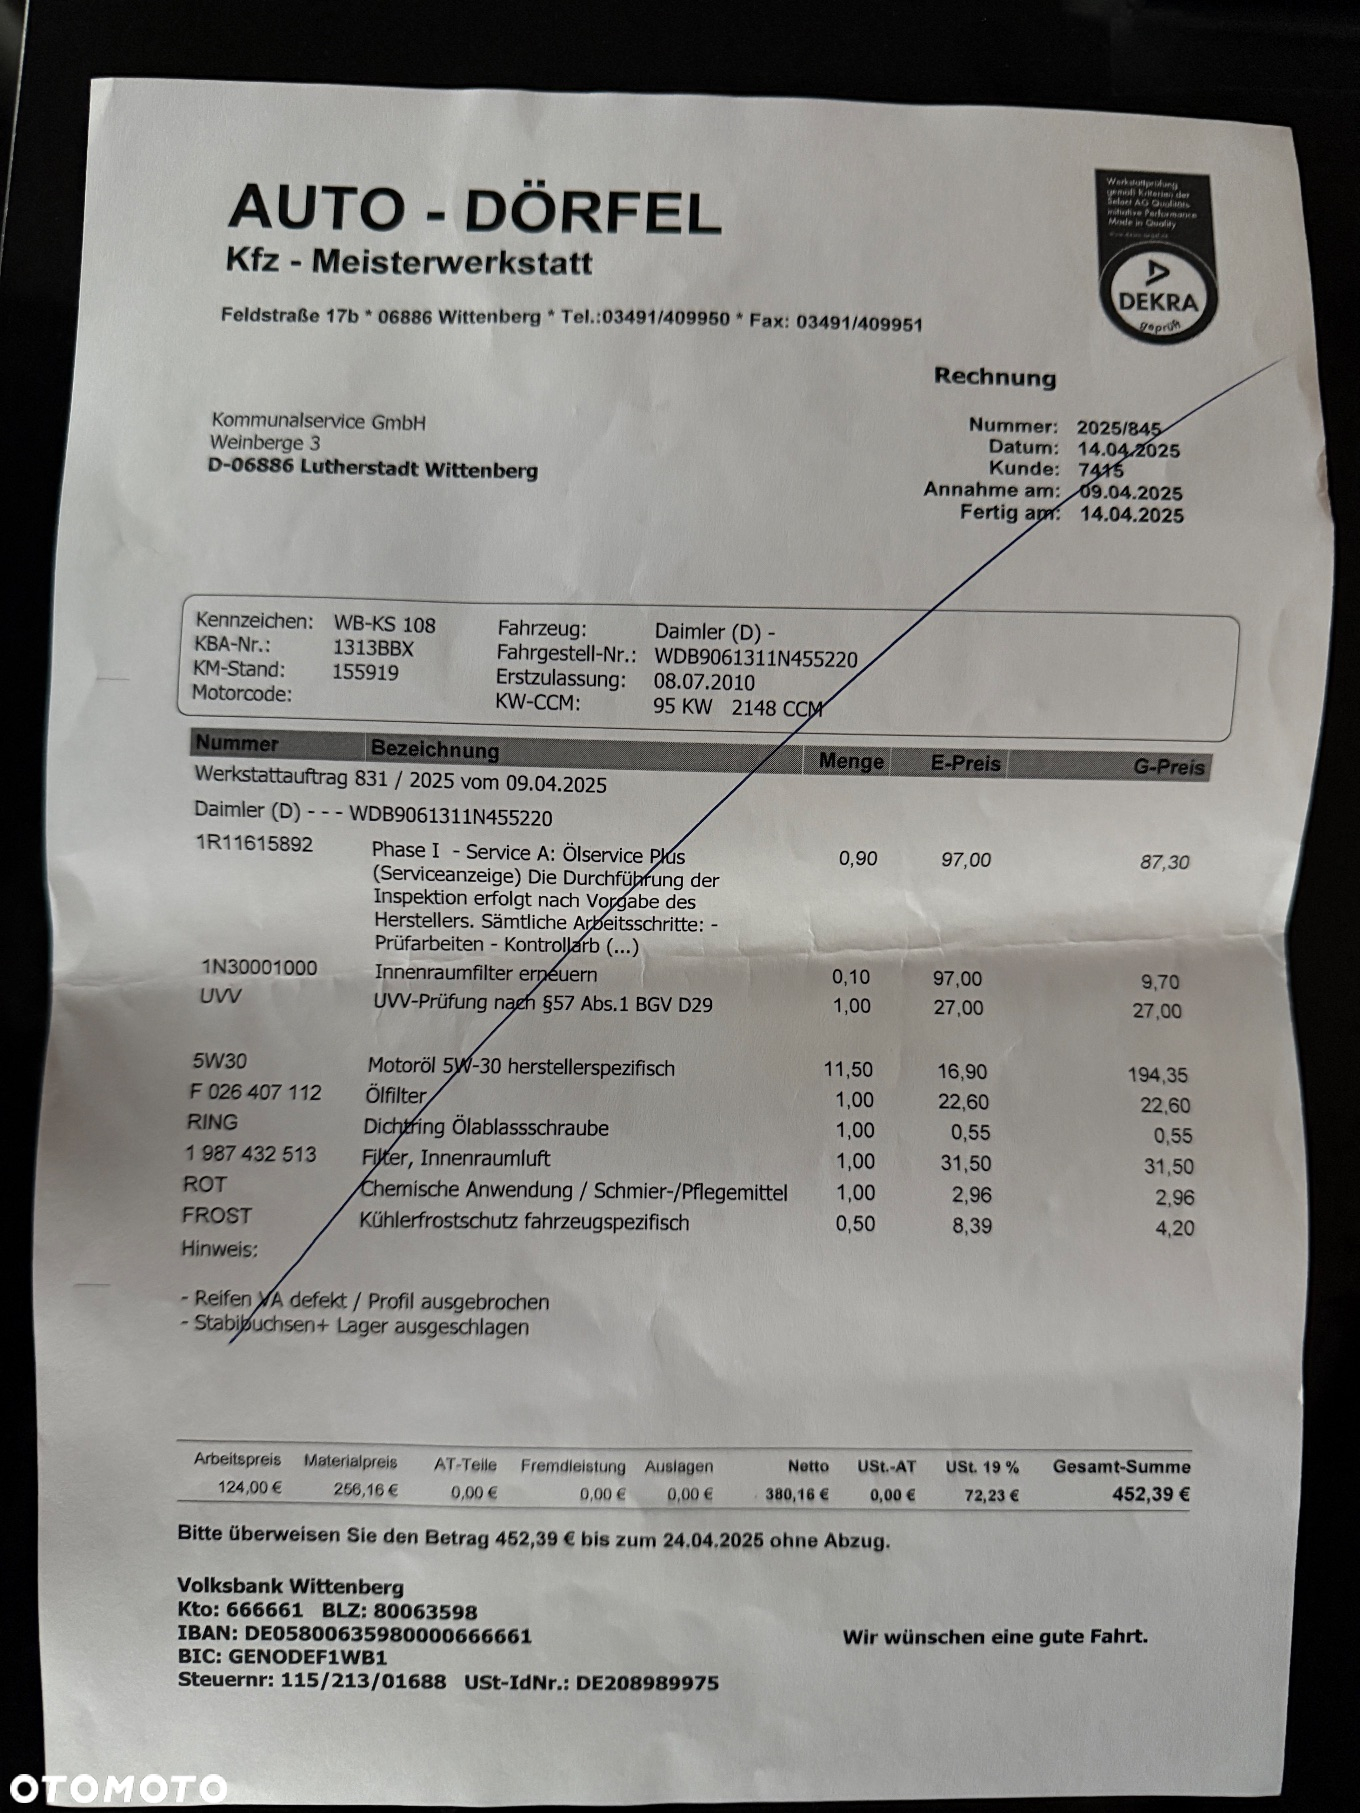 AUTO - DÖRFEL
Kfz - Meisterwerkstatt
Feldstraße 17b * 06886 Wittenberg * Tel.:03491/409950 * Fax: 03491/409951
Werkstattprüfung
gemäß Kriterien der
Select AG Qualitäts
initiative Performance
Made in Quality
DEKRA
geprüft
Rechnung
Kommunalservice GmbH
Weinberge 3
D-06886 Lutherstadt Wittenberg
Nummer: 2025/845
Datum: 14.04.2025
Kunde: 7415
Annahme am: 09.04.2025
Fertig am: 14.04.2025
Kennzeichen: WB-KS 108
KBA-Nr.: 1313BBX
KM-Stand: 155919
Motorcode:
Fahrzeug: Daimler (D) -
Fahrgestell-Nr.: WDB9061311N455220
Erstzulassung: 08.07.2010
KW-CCM: 95 KW 2148 CCM
Nummer Bezeichnung Menge E-Preis G-Preis
Werkstattauftrag 831 / 2025 vom 09.04.2025
Daimler (D) - - - WDB9061311N455220
1R11615892 Phase I - Service A: Ölservice Plus 0,90 97,00 87,30
(Serviceanzeige) Die Durchführung der
Inspektion erfolgt nach Vorgabe des
Herstellers. Sämtliche Arbeitsschritte: -
Prüfarbeiten - Kontrollarb (...)
1N30001000 Innenraumfilter erneuern 0,10 97,00 9,70
UVV UVV-Prüfung nach §57 Abs.1 BGV D29 1,00 27,00 27,00
5W30 Motoröl 5W-30 herstellerspezifisch 11,50 16,90 194,35
F 026 407 112 Ölfilter 1,00 22,60 22,60
RING Dichtring Ölablassschraube 1,00 0,55 0,55
1 987 432 513 Filter, Innenraumluft 1,00 31,50 31,50
ROT Chemische Anwendung / Schmier-/Pflegemittel 1,00 2,96 2,96
FROST Kühlerfrostschutz fahrzeugspezifisch 0,50 8,39 4,20
Hinweis:
- Reifen VA defekt / Profil ausgebrochen
- Stabibuchsen+ Lager ausgeschlagen
Arbeitspreis Materialpreis AT-Teile Fremdleistung Auslagen Netto USt.-AT USt. 19 % Gesamt-Summe
124,00 € 256,16 € 0,00 € 0,00 € 0,00 € 380,16 € 0,00 € 72,23 € 452,39 €
Bitte überweisen Sie den Betrag 452,39 € bis zum 24.04.2025 ohne Abzug.
Volksbank Wittenberg
Kto: 666661 BLZ: 80063598
IBAN: DE05800635980000666661
BIC: GENODEF1WB1
Steuernr: 115/213/01688 USt-IdNr.: DE208989975
Wir wünschen eine gute Fahrt.
OTOMOTO